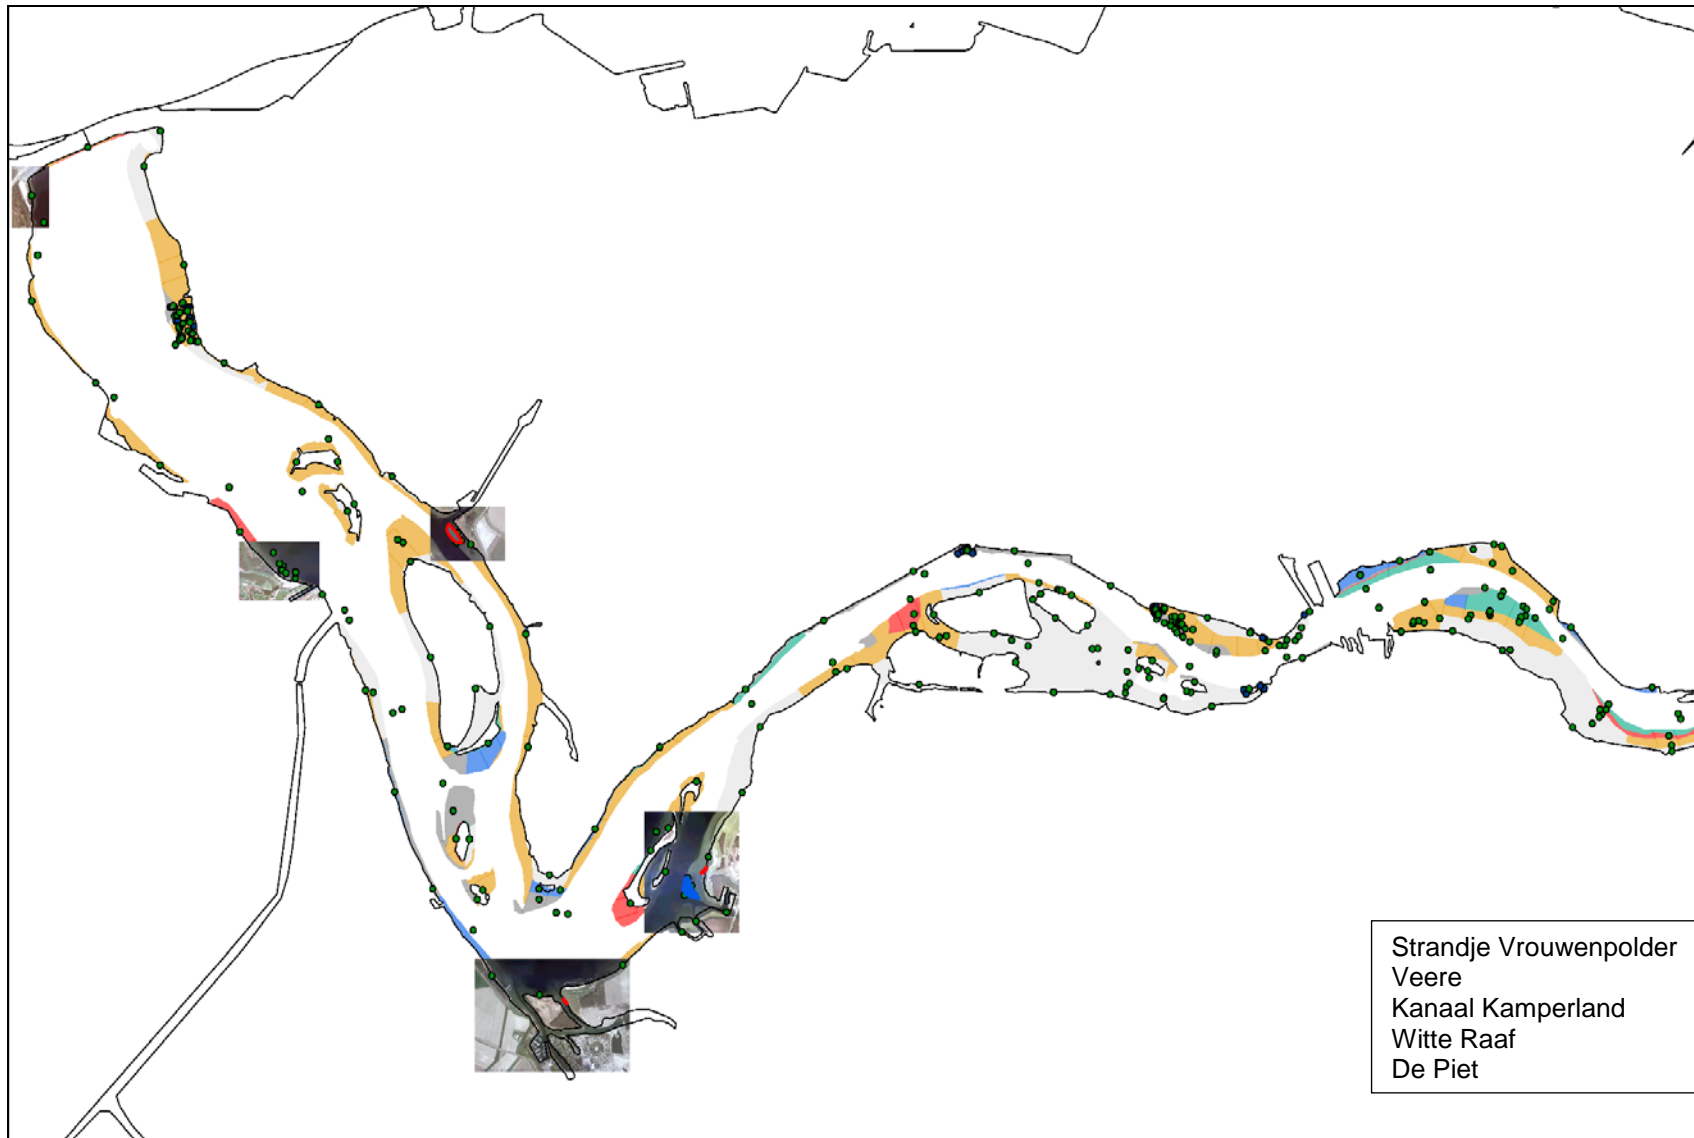 Strandje Vrouwenpolder
Veere
Kanaal Kamperland
Witte Raaf
De Piet